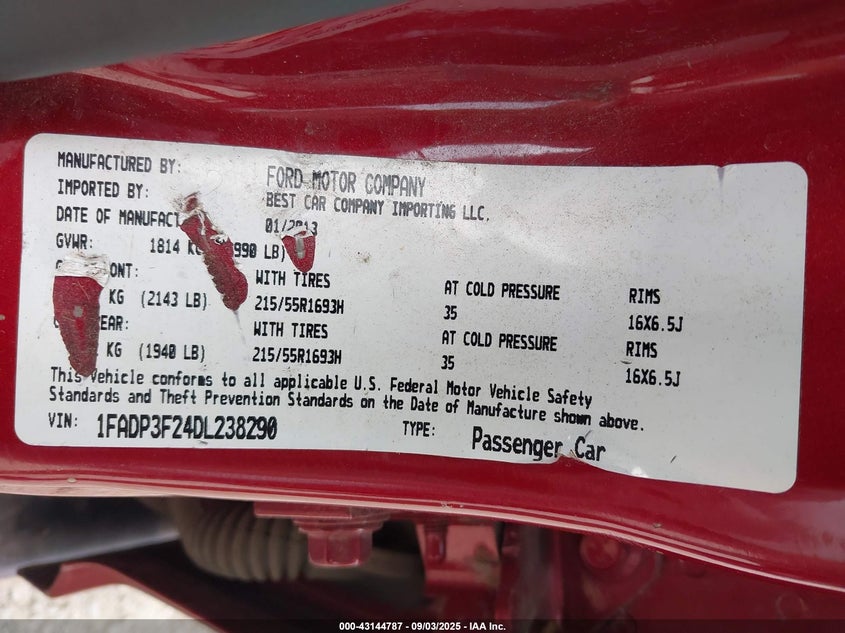 MANUFACTURED BY: FORD MOTOR COMPANY
IMPORTED BY: BEST CAR COMPANY IMPORTING LLC.
DATE OF MANUFACT 01/2013
GVWR: 1814 KG 990 LB)
ONT: WITH TIRES AT COLD PRESSURE RIMS
KG (2143 LB) 215/55R1693H 35 16X6.5J
EAR: WITH TIRES AT COLD PRESSURE RIMS
KG (1940 LB) 215/55R1693H 35 16X6.5J
This Vehicle conforms to all applicable U.S. Federal Motor Vehicle Safety
Standards and Theft Prevention Standards on the Date of Manufacture shown above.
VIN: 1FADP3F24DL238290 TYPE: Passenger Car
000-43144787 - 09/03/2025 - IAA Inc.